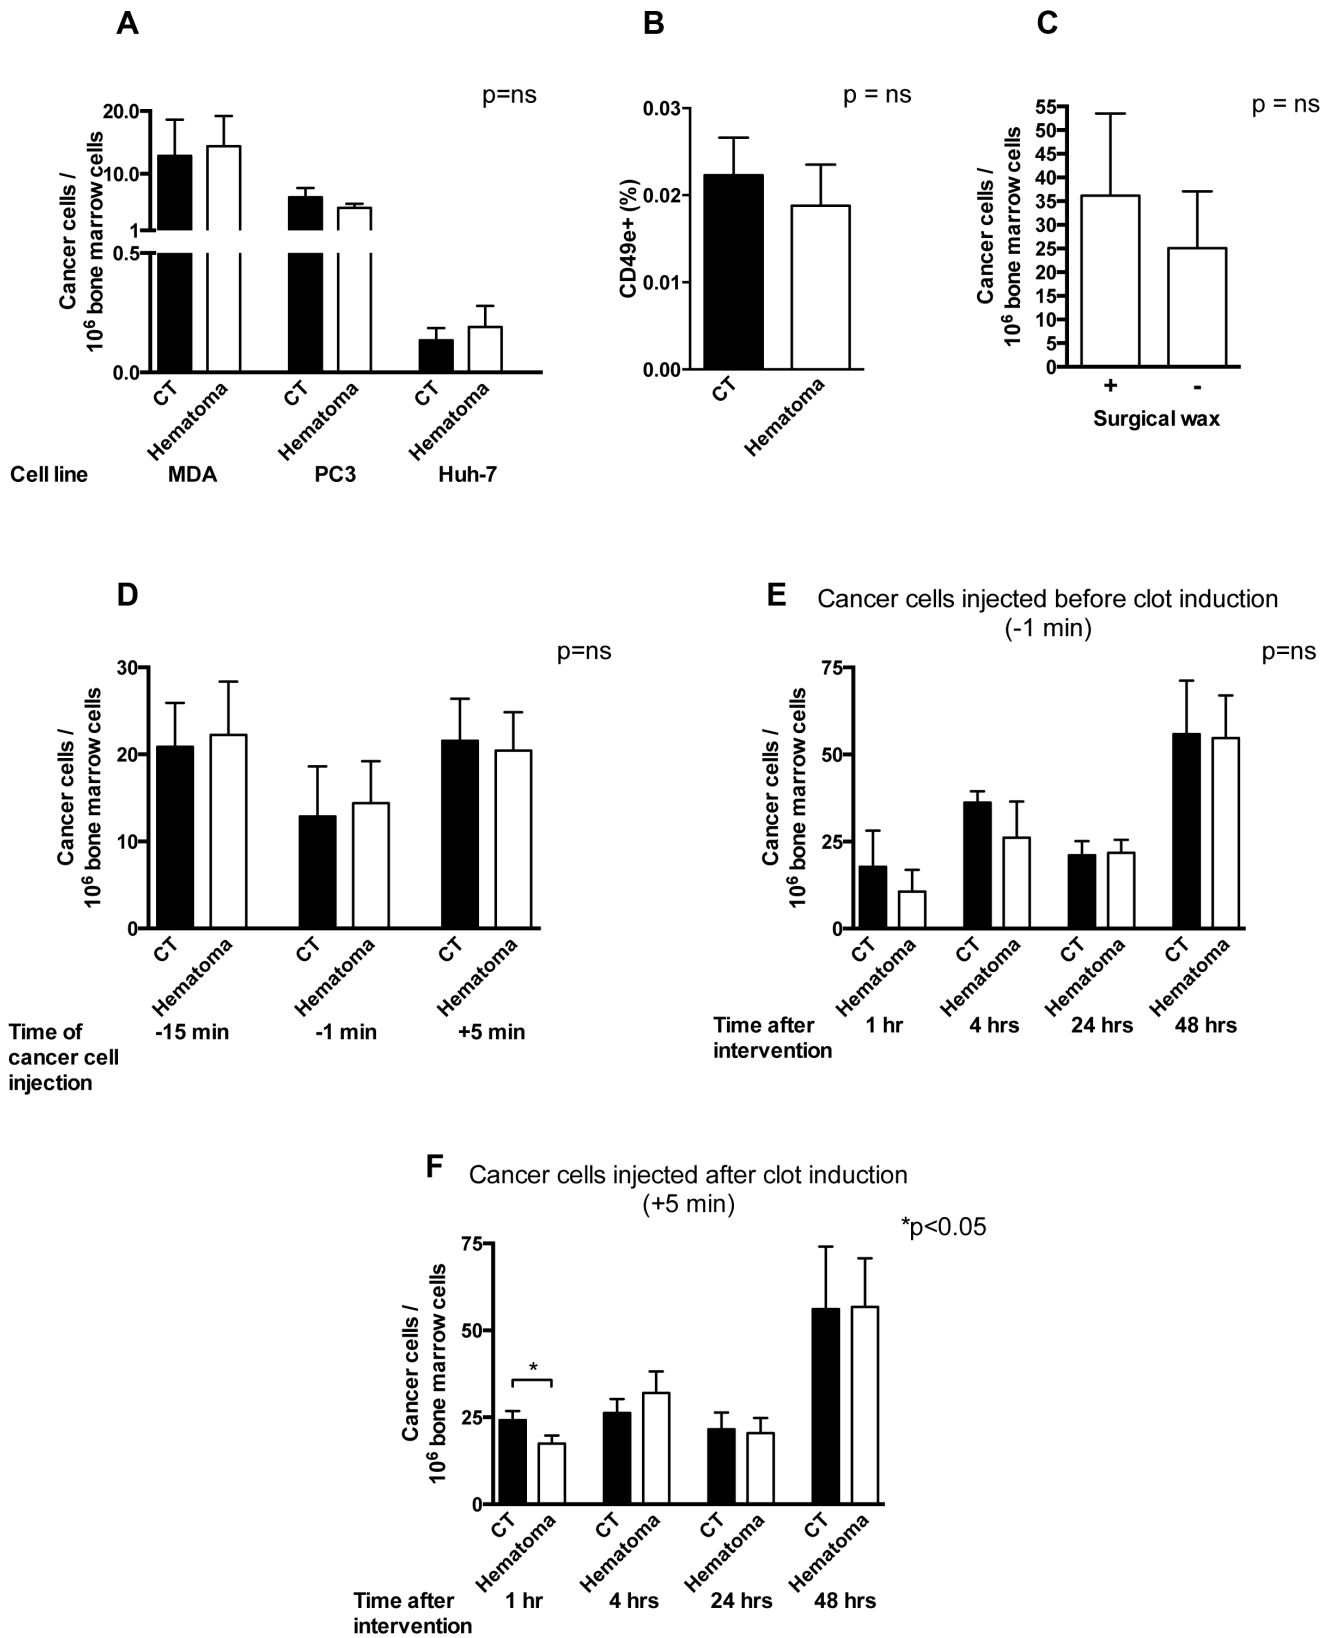 A
p=ns
Cancer cells /
10⁶ bone marrow cells
20.0
10.0
1
0.5
0.0
CT
Hematoma
CT
Hematoma
CT
Hematoma
Cell line
MDA
PC3
Huh-7
B
p = ns
CD49e+ (%)
0.03
0.02
0.01
0.00
CT
Hematoma
C
p = ns
Cancer cells /
10⁶ bone marrow cells
55
50
45
40
35
30
25
20
15
10
5
0
+
-
Surgical wax
D
p=ns
Cancer cells /
10⁶ bone marrow cells
30
20
10
0
CT
Hematoma
CT
Hematoma
CT
Hematoma
Time of
cancer cell
injection
-15 min
-1 min
+5 min
E
Cancer cells injected before clot induction
(-1 min)
p=ns
Cancer cells /
10⁶ bone marrow cells
75
50
25
0
CT
Hematoma
CT
Hematoma
CT
Hematoma
CT
Hematoma
Time after
intervention
1 hr
4 hrs
24 hrs
48 hrs
F
Cancer cells injected after clot induction
(+5 min)
*p<0.05
Cancer cells /
10⁶ bone marrow cells
75
50
25
0
*
CT
Hematoma
CT
Hematoma
CT
Hematoma
CT
Hematoma
Time after
intervention
1 hr
4 hrs
24 hrs
48 hrs